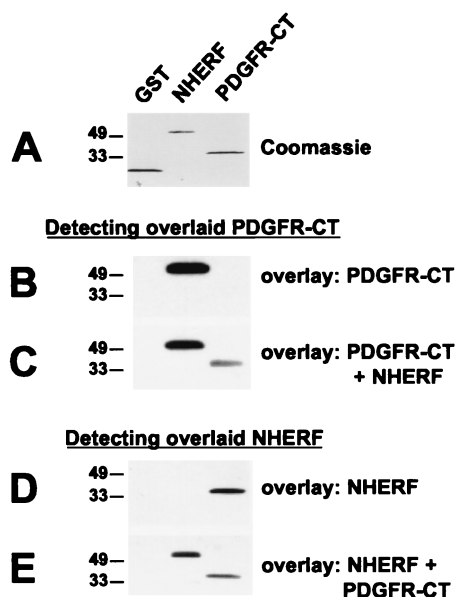 GST NHERF PDGFR-CT
A 49 33 Coomassie
Detecting overlaid PDGFR-CT
B 49 33 overlay: PDGFR-CT
C 49 33 overlay: PDGFR-CT
+ NHERF
Detecting overlaid NHERF
D 49 33 overlay: NHERF
E 49 33 overlay: NHERF +
PDGFR-CT